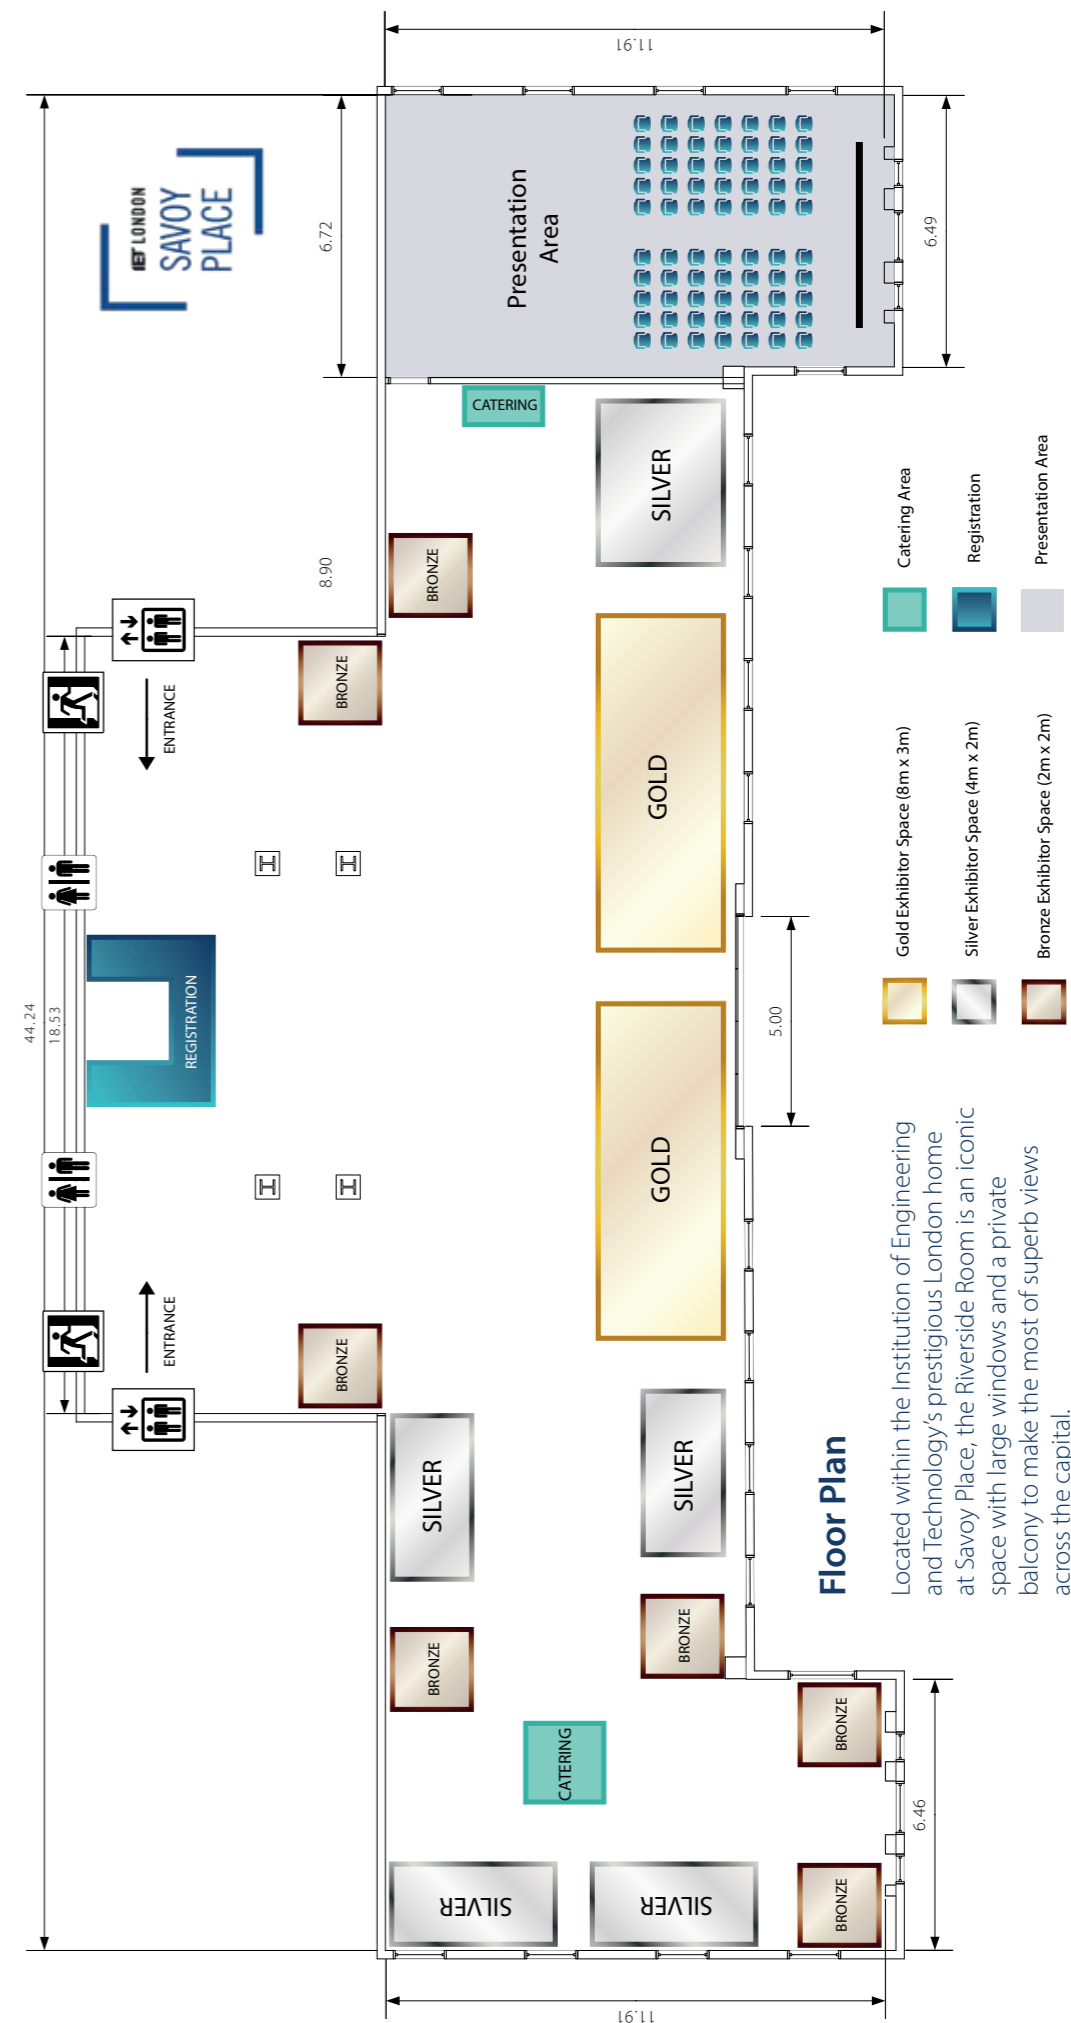 44.24
18.53
ENTRANCE
ENTRANCE
REGISTRATION
IET LONDON
SAVOY
PLACE
6.72
8.90
BRONZE
BRONZE
BRONZE
SILVER
BRONZE
CATERING
Presentation
Area
11.91
11.91
SILVER
SILVER
CATERING
GOLD
GOLD
SILVER
SILVER
BRONZE
BRONZE
BRONZE
5.00
6.46
6.49
Floor Plan
Located within the Institution of Engineering
and Technology’s prestigious London home
at Savoy Place, the Riverside Room is an iconic
space with large windows and a private
balcony to make the most of superb views
across the capital.
Gold Exhibitor Space (8m x 3m)
Silver Exhibitor Space (4m x 2m)
Bronze Exhibitor Space (2m x 2m)
Catering Area
Registration
Presentation Area